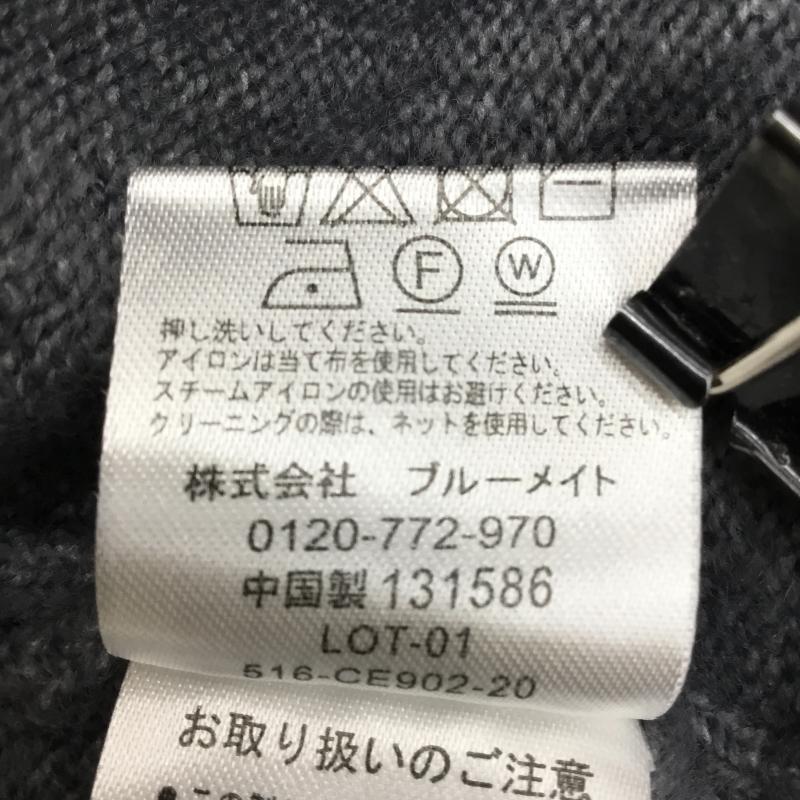 F W
押し洗いしてください。
アイロンは当て布を使用してください。
スチームアイロンの使用はお避けください。
クリーニングの際は、ネットを使用してください。
株式会社 ブルーメイト
0120-772-970
中国製 131586
LOT-01
516-CE902-20
お取り扱いのご注意